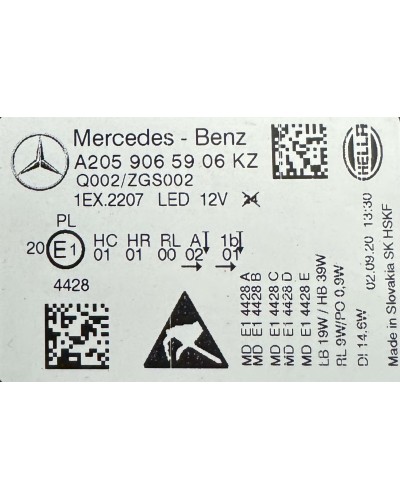 Mercedes - Benz
A205 906 59 06 KZ
Q002/ZGS002
1EX.2207 LED 12V 24
HELLA
PL
20 E1 HC HR RL A 1b
01 01 00 02 01
4428
MD E1 4428 A
MD E1 4428 B
MD E1 4428 C
MD E1 4428 D
MD E1 4428 E
LB 19W / HB 39W
RL 9W/PO 0,9W
DI 14.6W
02.09.20 13:30
Made in Slovakia SK HSKF